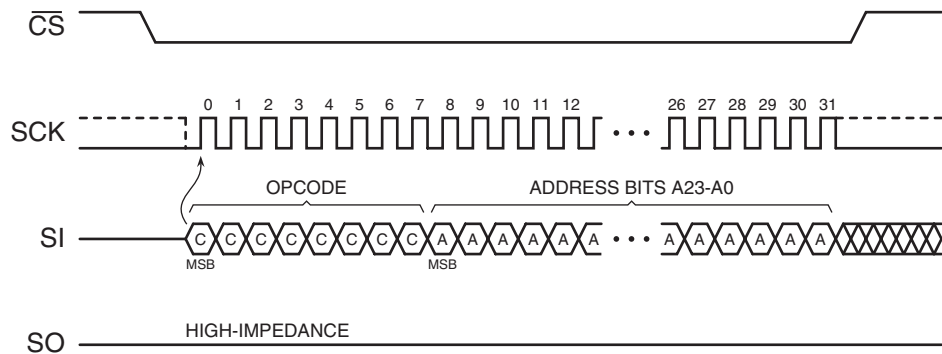 CS
0 1 2 3 4 5 6 7 8 9 10 11 12 26 27 28 29 30 31
SCK
OPCODE ADDRESS BITS A23-A0
SI C C C C C C C C A A A A A A A A A A A A
MSB MSB
HIGH-IMPEDANCE
SO